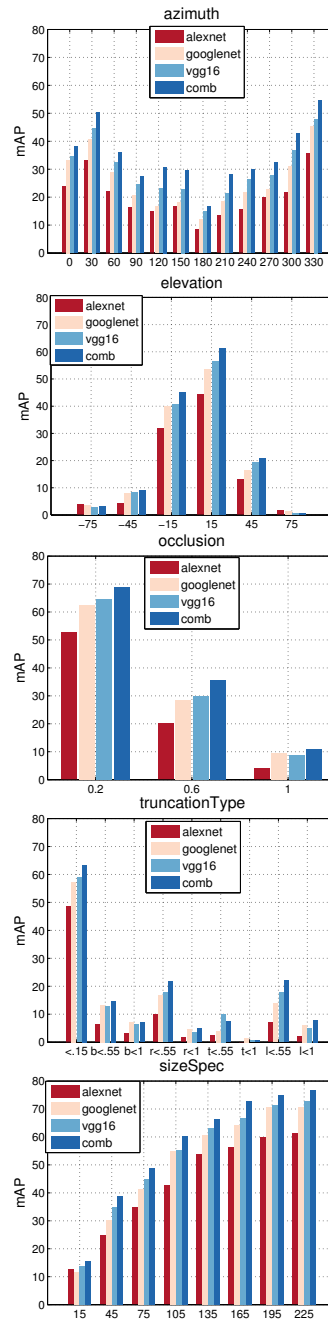 azimuth
80
70
60
50
40
30
20
10
0
mAP
alexnet
googlenet
vgg16
comb
0 30 60 90 120 150 180 210 240 270 300 330
elevation
80
70
60
50
40
30
20
10
0
mAP
alexnet
googlenet
vgg16
comb
−75 −45 −15 15 45 75
occlusion
80
70
60
50
40
30
20
10
0
mAP
alexnet
googlenet
vgg16
comb
0.2 0.6 1
truncationType
80
70
60
50
40
30
20
10
0
mAP
alexnet
googlenet
vgg16
comb
<.15 b<.55 b<1 r<.55 r<1 t<.55 t<1 l<.55 l<1
sizeSpec
80
70
60
50
40
30
20
10
0
mAP
alexnet
googlenet
vgg16
comb
15 45 75 105 135 165 195 225